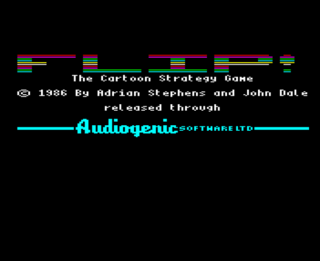 FLIP!
The Cartoon Strategy Game
© 1986 By Adrian Stephens and John Dale
released through
Audiogenic SOFTWARE LTD